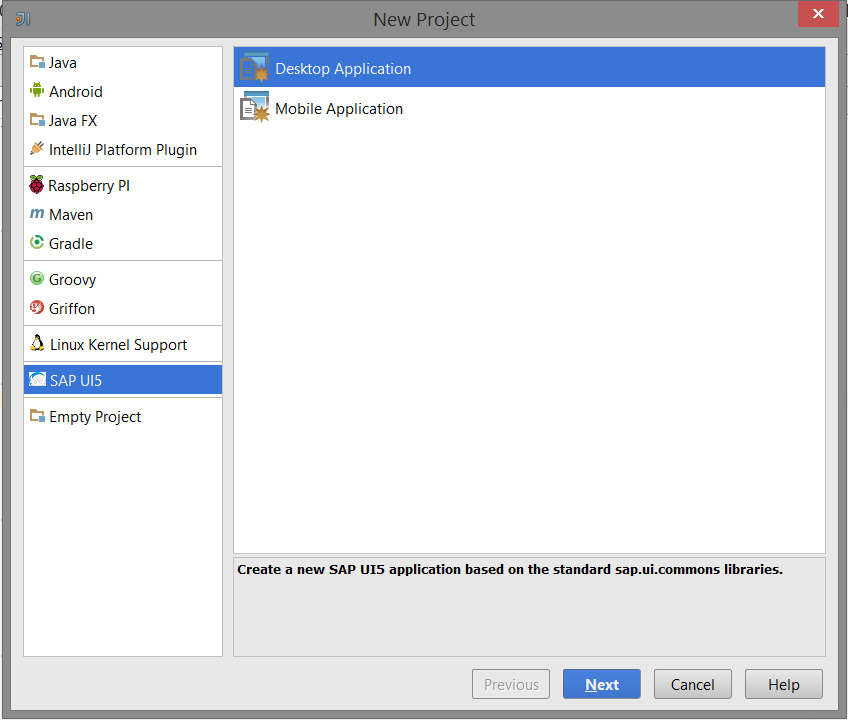 New Project
Java
Android
Java FX
IntelliJ Platform Plugin
Raspberry PI
Maven
Gradle
Groovy
Griffon
Linux Kernel Support
SAP UI5
Empty Project
Desktop Application
Mobile Application
Create a new SAP UI5 application based on the standard sap.ui.commons libraries.
Previous
Next
Cancel
Help